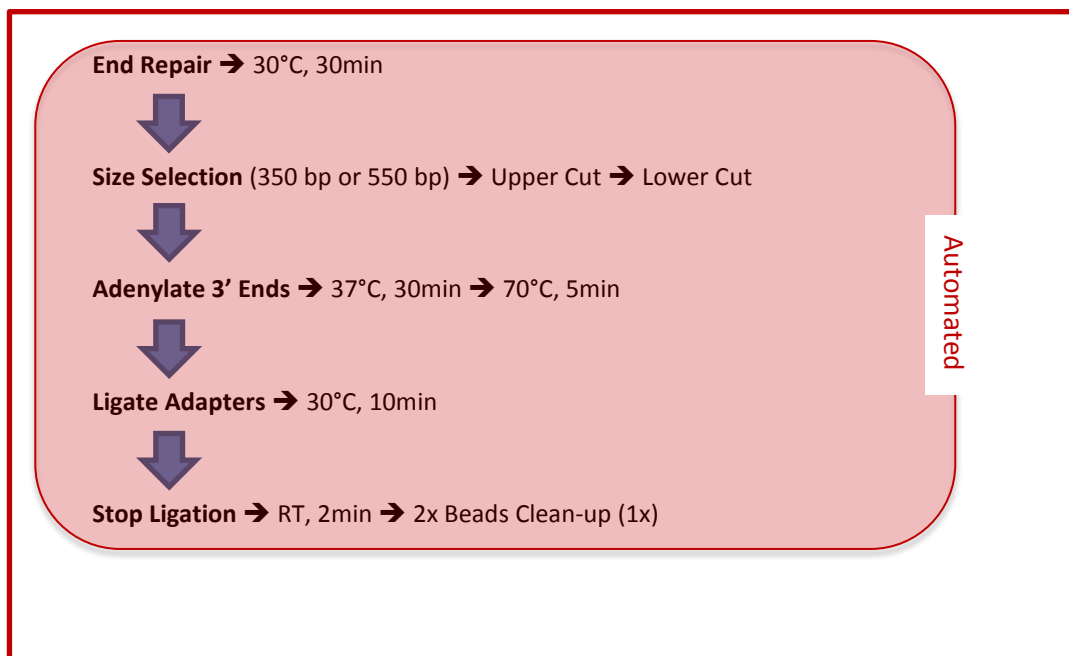 End Repair ➔ 30°C, 30min
Size Selection (350 bp or 550 bp) ➔ Upper Cut ➔ Lower Cut
Adenylate 3’ Ends ➔ 37°C, 30min ➔ 70°C, 5min
Ligate Adapters ➔ 30°C, 10min
Stop Ligation ➔ RT, 2min ➔ 2x Beads Clean-up (1x)
Automated